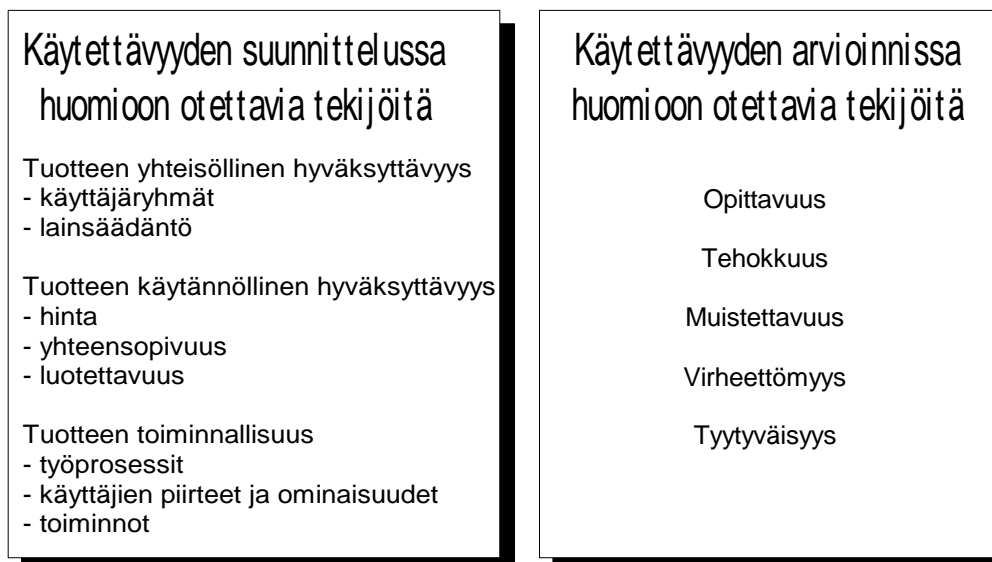 Käytettävyyden suunnittelussa
huomioon otettavia tekijöitä
Tuotteen yhteisöllinen hyväksyttävyys
- käyttäjäryhmät
- lainsäädäntö
Tuotteen käytännöllinen hyväksyttävyys
- hinta
- yhteensopivuus
- luotettavuus
Tuotteen toiminnallisuus
- työprosessit
- käyttäjien piirteet ja ominaisuudet
- toiminnot
Käytettävyyden arvioinnissa
huomioon otettavia tekijöitä
Opittavuus
Tehokkuus
Muistettavuus
Virheettömyys
Tyytyväisyys